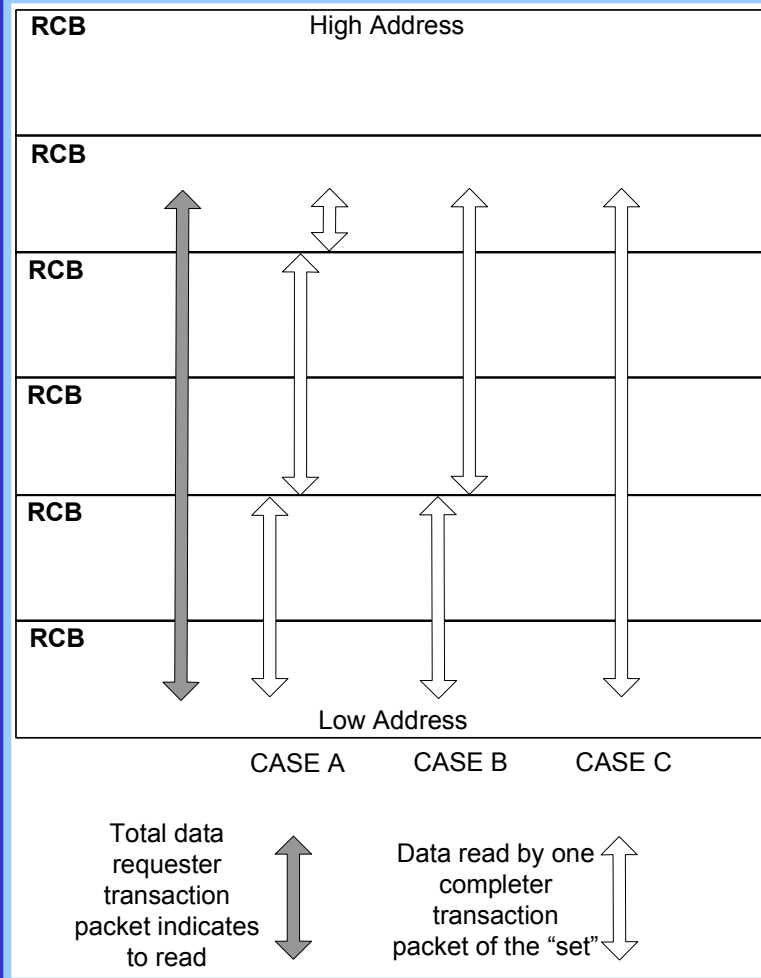 RCB High Address
RCB
RCB
RCB
RCB
RCB
Low Address
CASE A CASE B CASE C
Total data
requester
transaction
packet indicates
to read
Data read by one
completer
transaction
packet of the “set”